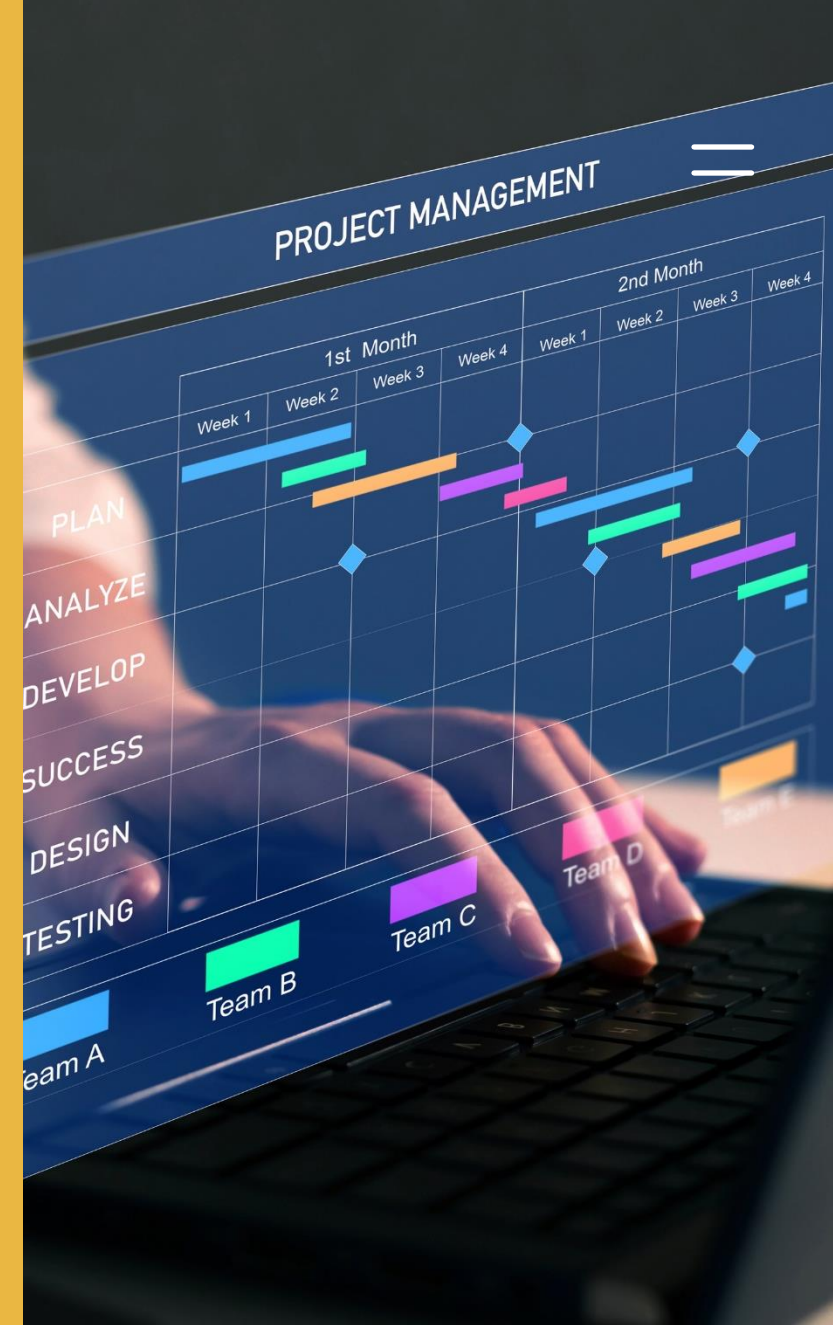 PROJECT MANAGEMENT
1st Month
2nd Month
Week 1
Week 2
Week 3
Week 4
Week 1
Week 2
Week 3
Week 4
PLAN
ANALYZE
DEVELOP
SUCCESS
DESIGN
TESTING
eam A
Team B
Team C
Team D
Team E